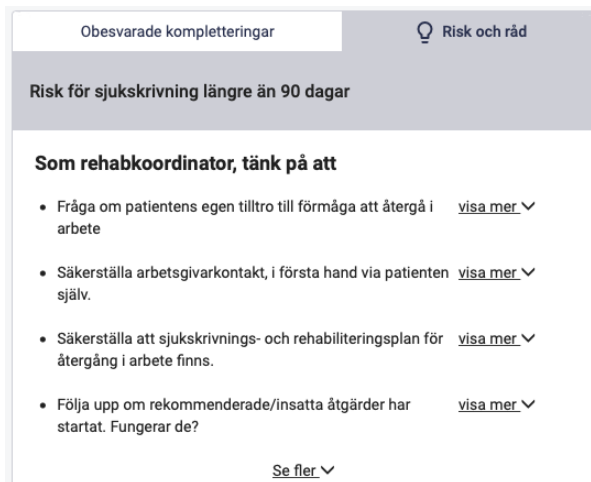 Obesvarade kompletteringar
Risk och råd
Risk för sjukskrivning längre än 90 dagar
Som rehabkoordinator, tänk på att
• Fråga om patientens egen tilltro till förmåga att återgå i visa mer
arbete
• Säkerställa arbetsgivarkontakt, i första hand via patienten visa mer
själv.
• Säkerställa att sjukskrivnings- och rehabiliteringsplan för visa mer
återgång i arbete finns.
• Följa upp om rekommenderade/insatta åtgärder har visa mer
startat. Fungerar de?
Se fler